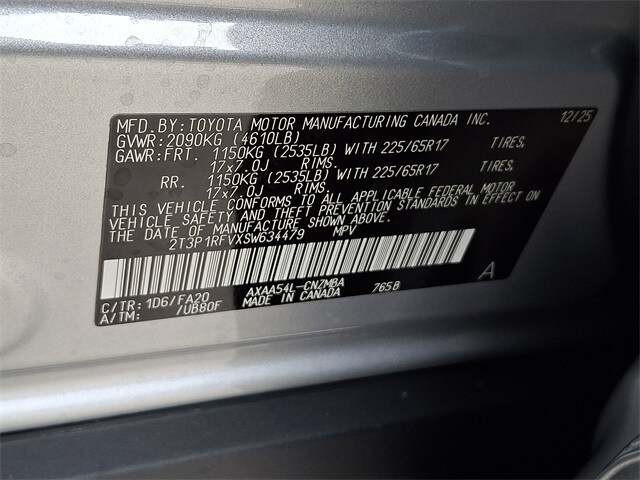 MFD. BY: TOYOTA MOTOR MANUFACTURING CANADA INC. 12/25
GVWR: 2090KG (4610LB)
GAWR: FRT. 1150KG (2535LB) WITH 225/65R17 TIRES,
17x7.0J RIMS.
RR. 1150KG (2535LB) WITH 225/65R17 TIRES,
17x7.0J RIMS.
THIS VEHICLE CONFORMS TO ALL APPLICABLE FEDERAL MOTOR
VEHICLE SAFETY AND THEFT PREVENTION STANDARDS IN EFFECT ON
THE DATE OF MANUFACTURE SHOWN ABOVE.
2T3P1RFVXSW634479 MPV
C/TR: 1D6/FA20 AXAA54L-CNZMBA 765B A
A/TM: /UB80F MADE IN CANADA